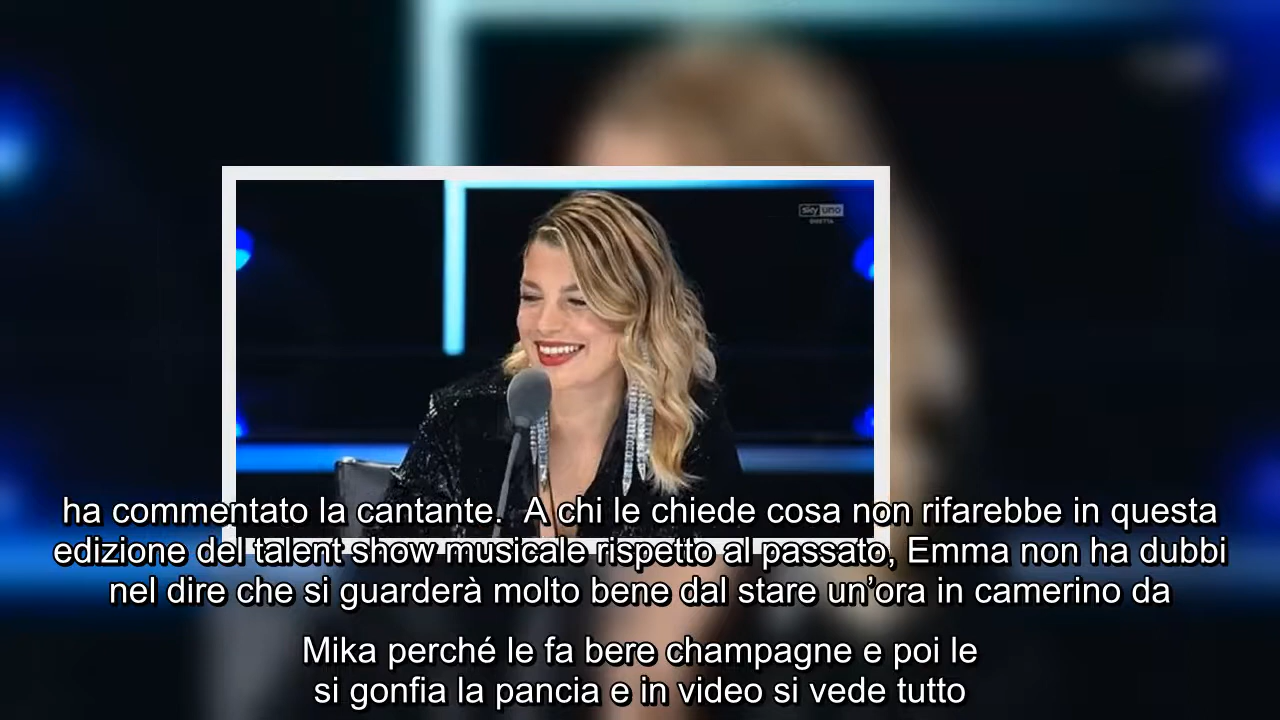 sky uno
DIRETTA
ha commentato la cantante.  A chi le chiede cosa non rifarebbe in questa
edizione del talent show musicale rispetto al passato, Emma non ha dubbi
nel dire che si guarderà molto bene dal stare un’ora in camerino da
Mika perché le fa bere champagne e poi le
si gonfia la pancia e in video si vede tutto